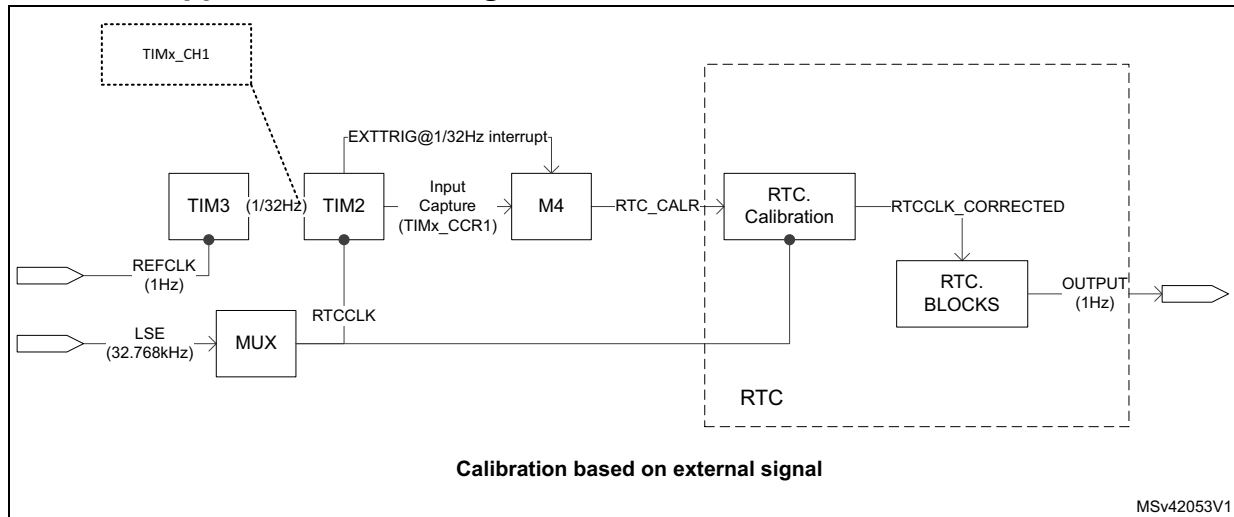 TIMx_CH1
EXTTRIG@1/32Hz interrupt
TIM3
(1/32Hz)
TIM2
Input
Capture
(TIMx_CCR1)
M4
RTC_CALR
RTC.
Calibration
RTCCLK_CORRECTED
REFCLK
(1Hz)
RTC.
BLOCKS
OUTPUT
(1Hz)
LSE
(32.768kHz)
MUX
RTCCLK
RTC
Calibration based on external signal
MSv42053V1